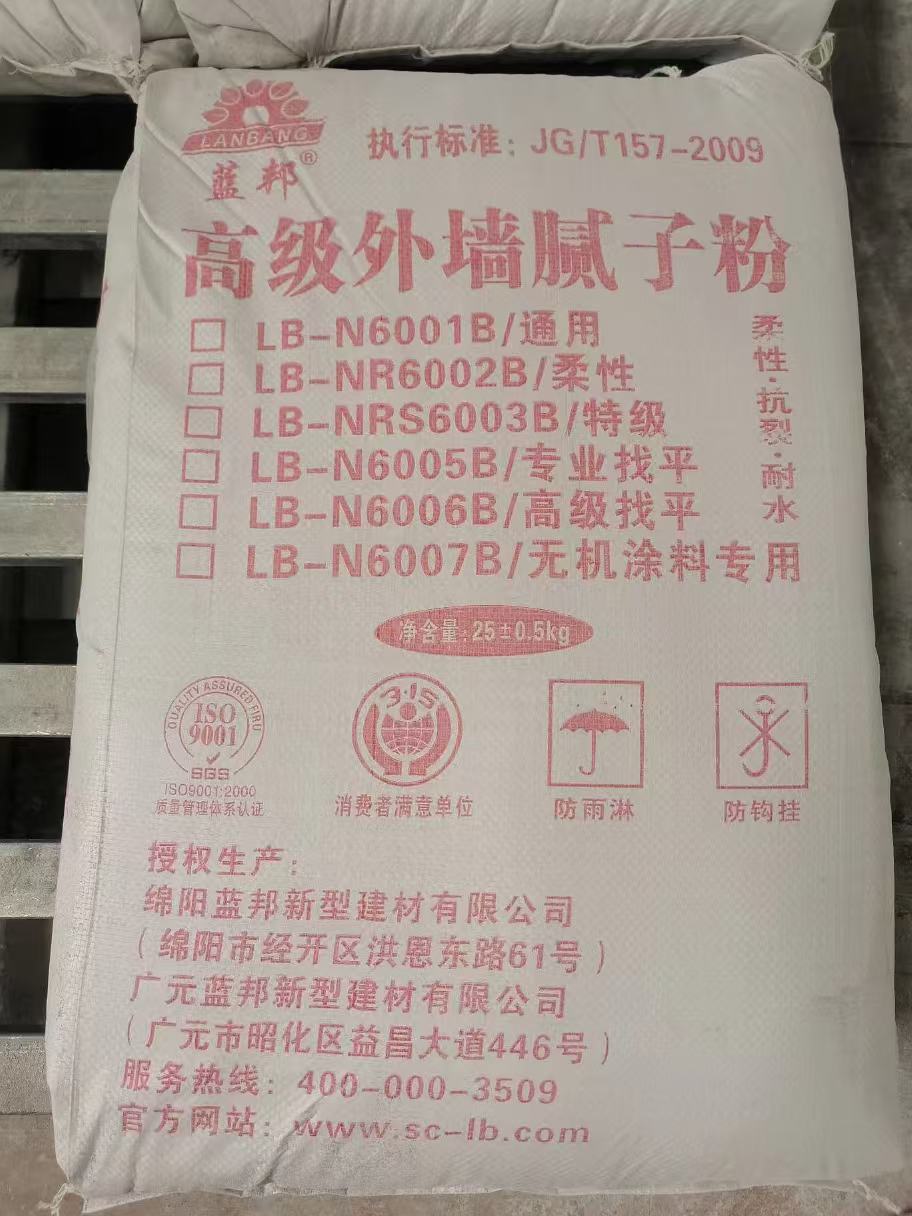 LANBANG
蓝邦®
执行标准：JG/T157-2009
高级外墙腻子粉
LB-N6001B/通用
LB-NR6002B/柔性
LB-NRS6003B/特级
LB-N6005B/专业找平
LB-N6006B/高级找平
LB-N6007B/无机涂料专用
柔性·抗裂·耐水
净含量：25±0.5kg
QUALITY ASSURED FIRU
ISO
9001
SGS
ISO9001:2000
质量管理体系认证
3·15
消费者满意单位
防雨淋
防钩挂
授权生产：
绵阳蓝邦新型建材有限公司
（绵阳市经开区洪恩东路61号）
广元蓝邦新型建材有限公司
（广元市昭化区益昌大道446号）
服务热线：400-000-3509
官方网站：www.sc-lb.com